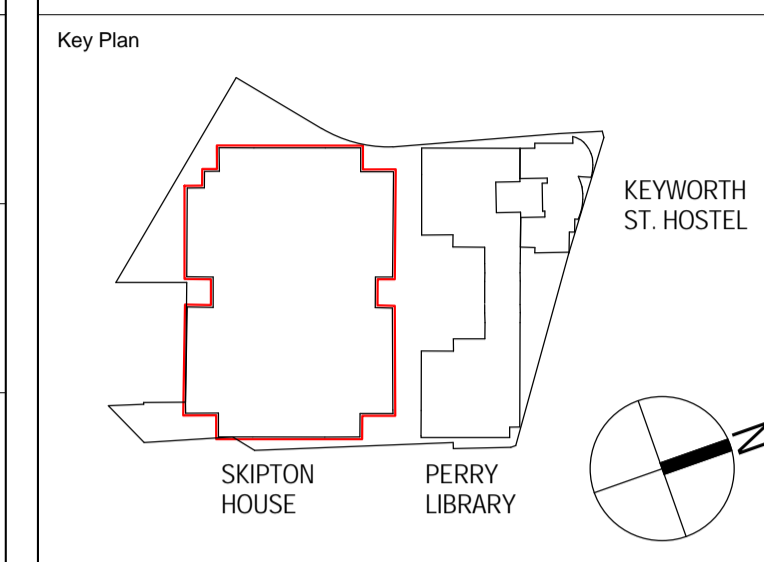 Key Plan
KEYWORTH
ST. HOSTEL
SKIPTON
HOUSE
PERRY
LIBRARY
N